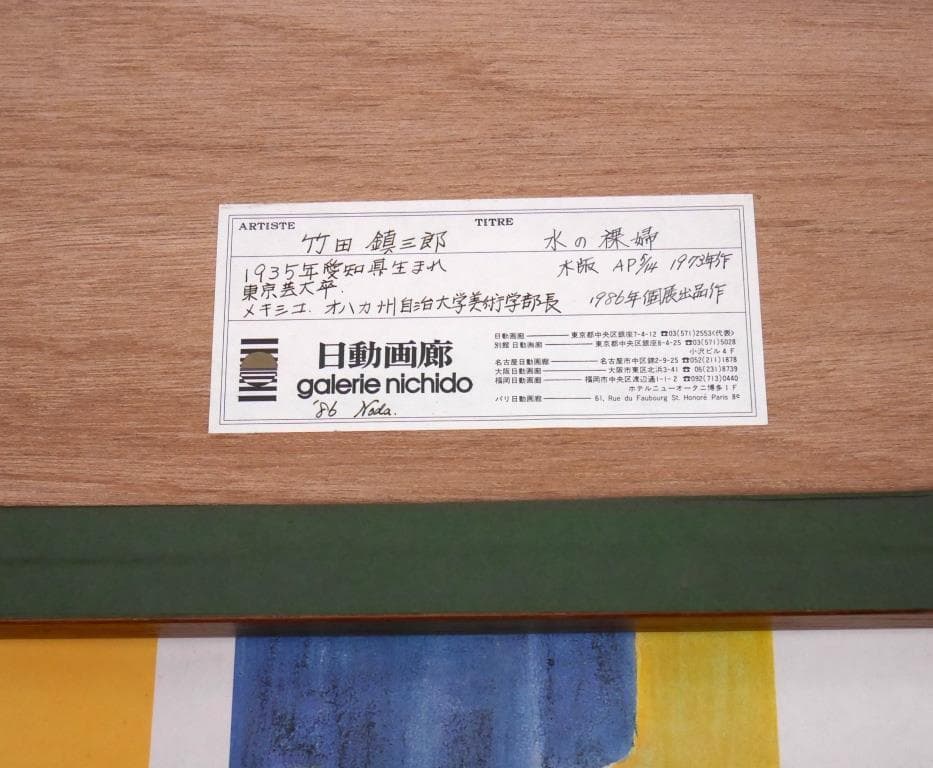 ARTISTE TITRE
竹田 鎮三郎 水の裸婦
1935年愛知県生まれ 木版 AP 5/14 1973年作
東京芸大卒.
メキシコ. オハカ州自治大学美術学部長 1986年個展出品作
日動画廊
galerie nichido
'86 Noda.
日動画廊 東京都中央区銀座7-4-12 ☎03(571)2553(代表)
別館 日動画廊 東京都中央区銀座6-4-25 ☎03(571)5028
小沢ビル4F
名古屋日動画廊 名古屋市中区錦2-9-25 ☎052(211)1878
大阪日動画廊 大阪市東区北浜3-41 ☎06(231)8739
福岡日動画廊 福岡市中央区渡辺通1-1-2 ☎092(713)0440
ホテルニューオータニ博多1F
パリ日動画廊 61, Rue du Faubourg St. Honoré Paris 8e